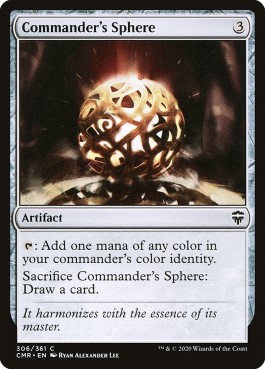 Commander's Sphere 3
Artifact
: Add one mana of any color in
your commander's color identity.
Sacrifice Commander's Sphere:
Draw a card.
It harmonizes with the essence of its
master.
306/361 C
CMR • EN Ryan Alexander Lee ™ & © 2020 Wizards of the Coast